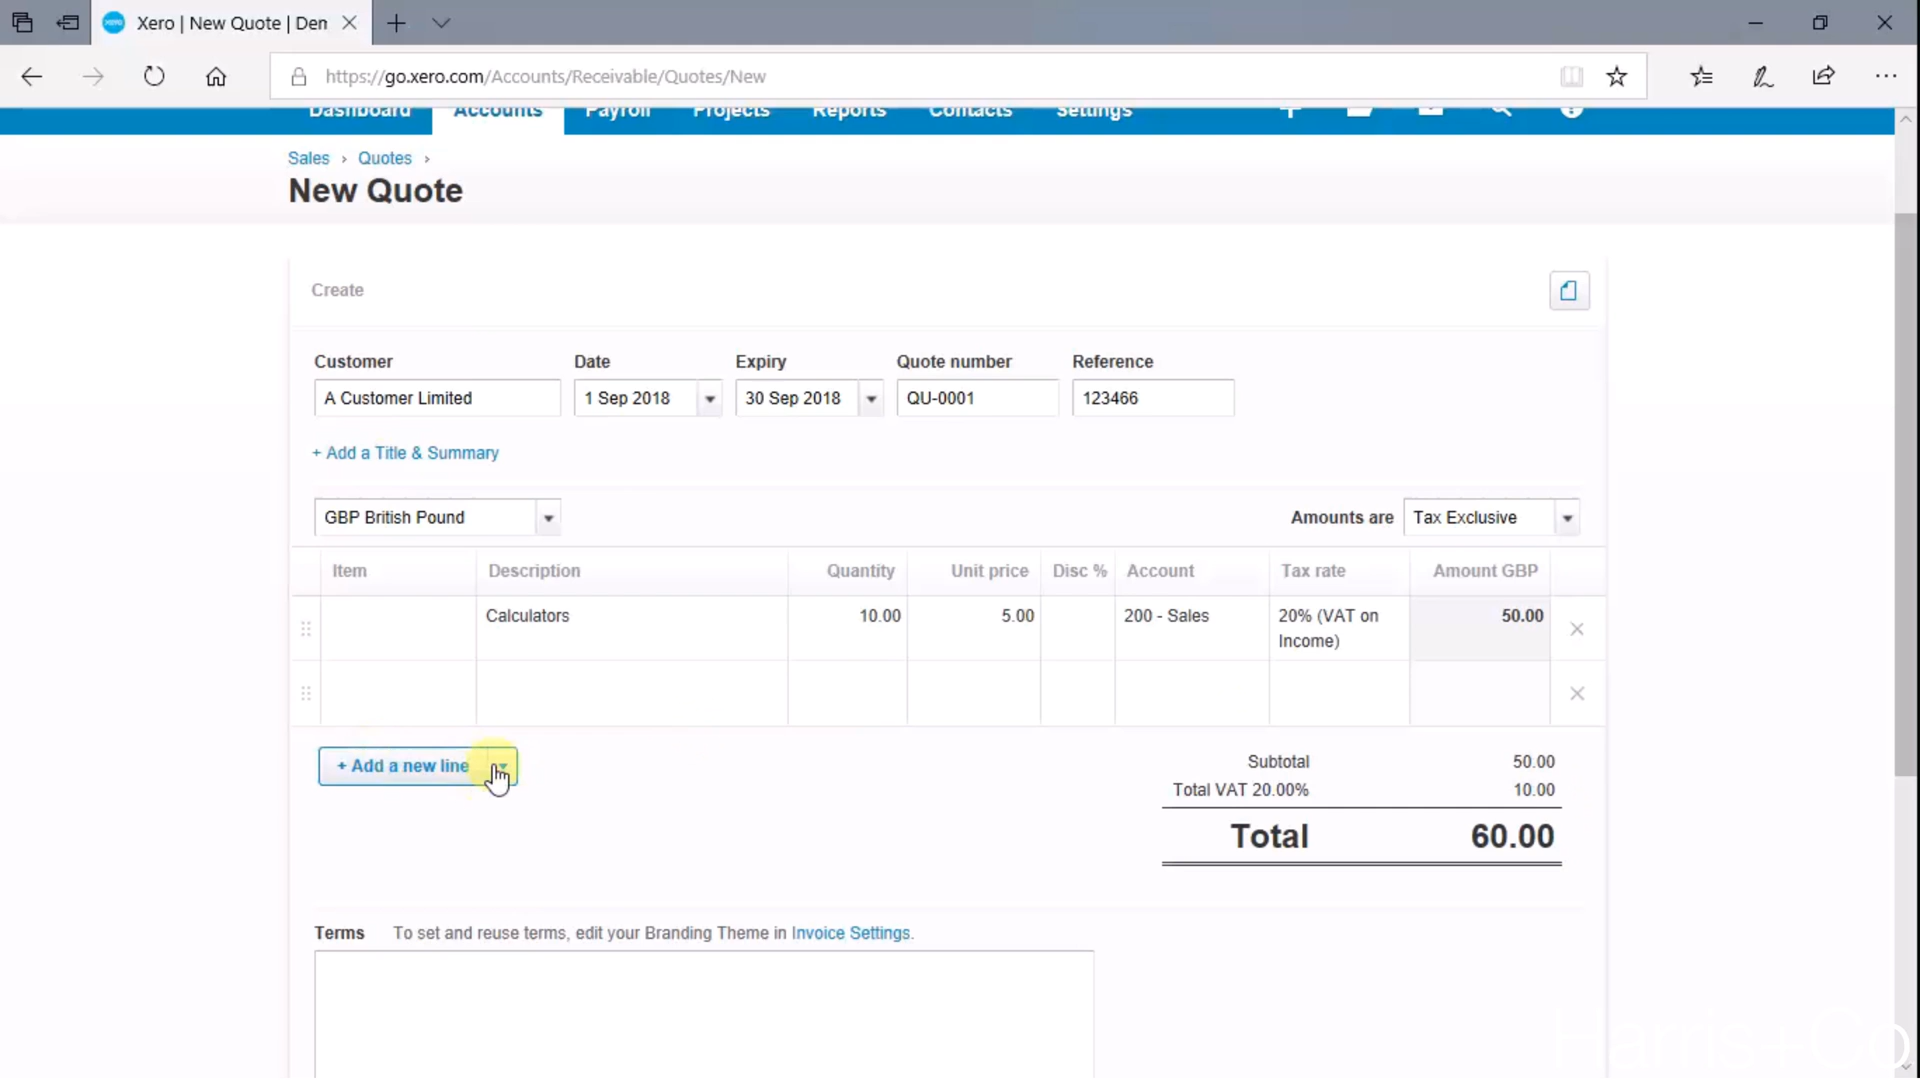 Xero | New Quote | Den
https://go.xero.com/Accounts/Receivable/Quotes/New
Dashboard Accounts Payroll Projects Reports Contacts Settings
Sales › Quotes ›
New Quote
Create
Customer Date Expiry Quote number Reference
A Customer Limited 1 Sep 2018 30 Sep 2018 QU-0001 123466
+ Add a Title & Summary
GBP British Pound Amounts are Tax Exclusive
Item Description Quantity Unit price Disc % Account Tax rate Amount GBP
Calculators 10.00 5.00 200 - Sales 20% (VAT on 50.00
Income)
+ Add a new line
Subtotal 50.00
Total VAT 20.00% 10.00
Total 60.00
Terms To set and reuse terms, edit your Branding Theme in Invoice Settings.